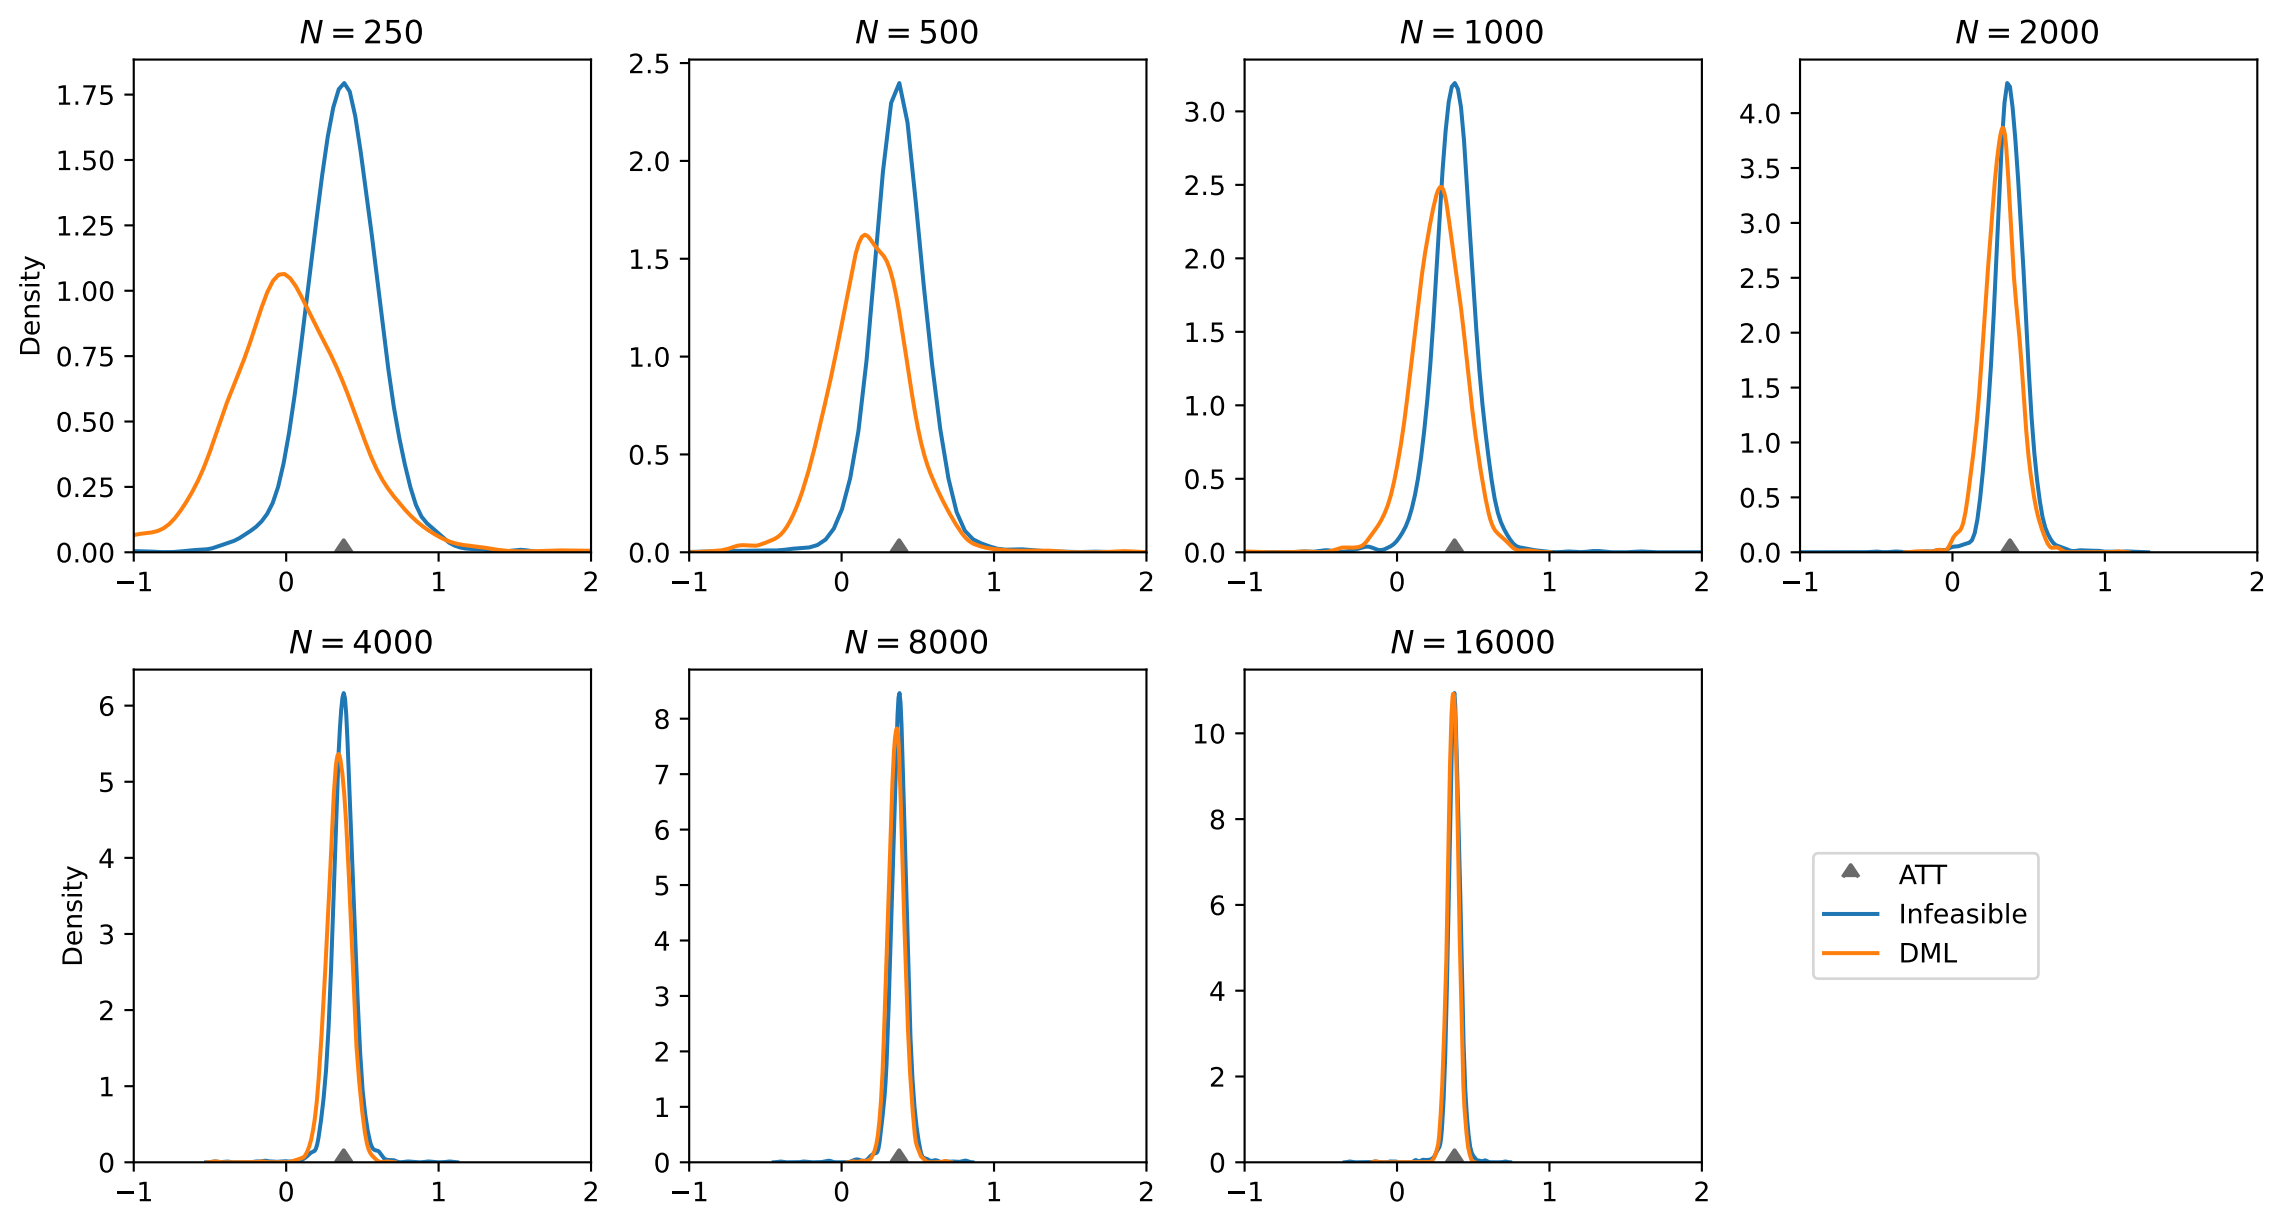 N = 250
N = 500
N = 1000
N = 2000
Density
1.75
1.50
1.25
1.00
0.75
0.50
0.25
0.00
−1 0 1 2
2.5
2.0
1.5
1.0
0.5
0.0
−1 0 1 2
3.0
2.5
2.0
1.5
1.0
0.5
0.0
−1 0 1 2
4.0
3.5
3.0
2.5
2.0
1.5
1.0
0.5
0.0
−1 0 1 2
N = 4000
N = 8000
N = 16000
Density
6
5
4
3
2
1
0
−1 0 1 2
8
7
6
5
4
3
2
1
0
−1 0 1 2
10
8
6
4
2
0
−1 0 1 2
ATT
Infeasible
DML